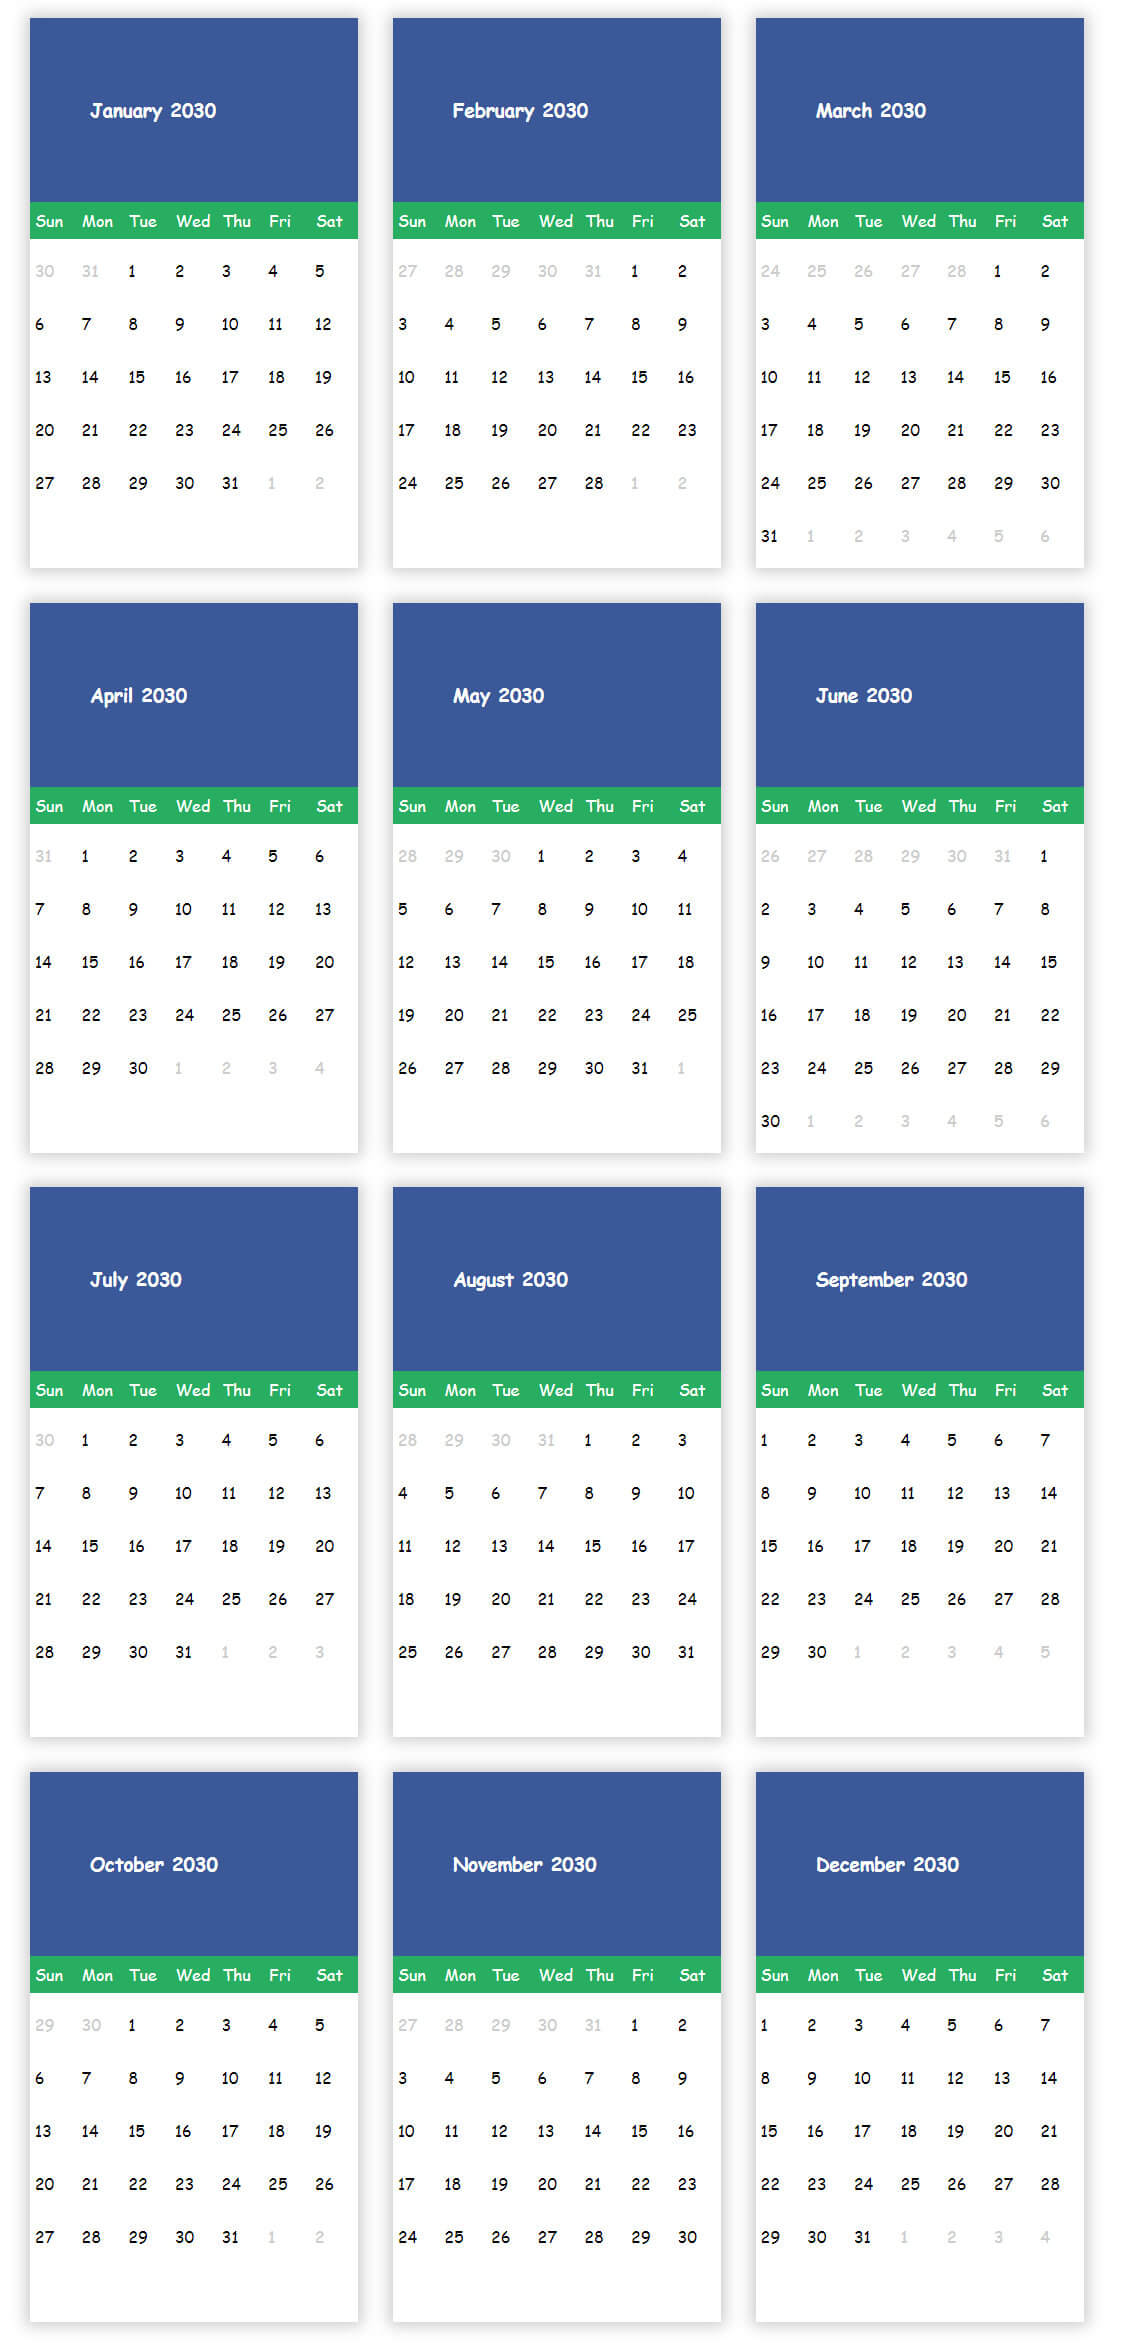 January 2030
Sun Mon Tue Wed Thu Fri Sat
30 31 1 2 3 4 5
6 7 8 9 10 11 12
13 14 15 16 17 18 19
20 21 22 23 24 25 26
27 28 29 30 31 1 2
February 2030
Sun Mon Tue Wed Thu Fri Sat
27 28 29 30 31 1 2
3 4 5 6 7 8 9
10 11 12 13 14 15 16
17 18 19 20 21 22 23
24 25 26 27 28 1 2
March 2030
Sun Mon Tue Wed Thu Fri Sat
24 25 26 27 28 1 2
3 4 5 6 7 8 9
10 11 12 13 14 15 16
17 18 19 20 21 22 23
24 25 26 27 28 29 30
31 1 2 3 4 5 6
April 2030
Sun Mon Tue Wed Thu Fri Sat
31 1 2 3 4 5 6
7 8 9 10 11 12 13
14 15 16 17 18 19 20
21 22 23 24 25 26 27
28 29 30 1 2 3 4
May 2030
Sun Mon Tue Wed Thu Fri Sat
28 29 30 1 2 3 4
5 6 7 8 9 10 11
12 13 14 15 16 17 18
19 20 21 22 23 24 25
26 27 28 29 30 31 1
June 2030
Sun Mon Tue Wed Thu Fri Sat
26 27 28 29 30 31 1
2 3 4 5 6 7 8
9 10 11 12 13 14 15
16 17 18 19 20 21 22
23 24 25 26 27 28 29
30 1 2 3 4 5 6
July 2030
Sun Mon Tue Wed Thu Fri Sat
30 1 2 3 4 5 6
7 8 9 10 11 12 13
14 15 16 17 18 19 20
21 22 23 24 25 26 27
28 29 30 31 1 2 3
August 2030
Sun Mon Tue Wed Thu Fri Sat
28 29 30 31 1 2 3
4 5 6 7 8 9 10
11 12 13 14 15 16 17
18 19 20 21 22 23 24
25 26 27 28 29 30 31
September 2030
Sun Mon Tue Wed Thu Fri Sat
1 2 3 4 5 6 7
8 9 10 11 12 13 14
15 16 17 18 19 20 21
22 23 24 25 26 27 28
29 30 1 2 3 4 5
October 2030
Sun Mon Tue Wed Thu Fri Sat
29 30 1 2 3 4 5
6 7 8 9 10 11 12
13 14 15 16 17 18 19
20 21 22 23 24 25 26
27 28 29 30 31 1 2
November 2030
Sun Mon Tue Wed Thu Fri Sat
27 28 29 30 31 1 2
3 4 5 6 7 8 9
10 11 12 13 14 15 16
17 18 19 20 21 22 23
24 25 26 27 28 29 30
December 2030
Sun Mon Tue Wed Thu Fri Sat
1 2 3 4 5 6 7
8 9 10 11 12 13 14
15 16 17 18 19 20 21
22 23 24 25 26 27 28
29 30 31 1 2 3 4